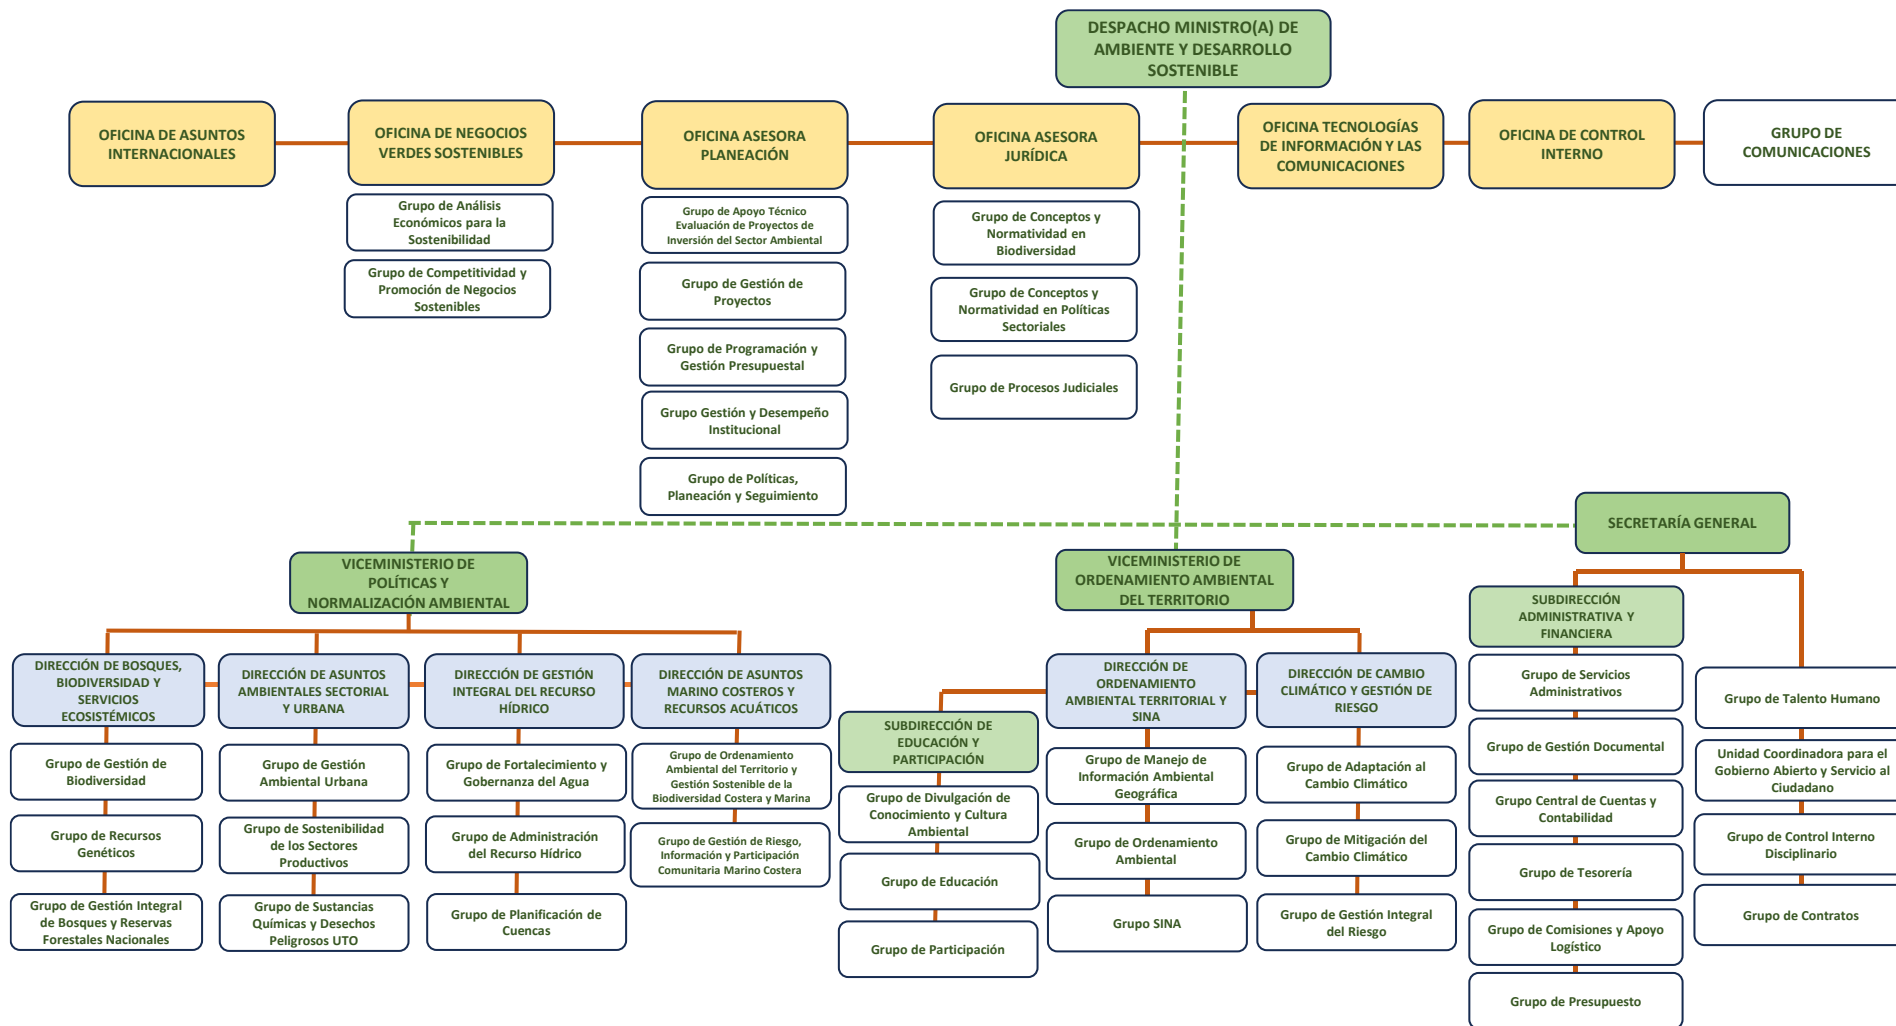 DESPACHO MINISTRO(A) DE
AMBIENTE Y DESARROLLO
SOSTENIBLE
OFICINA DE ASUNTOS
INTERNACIONALES
OFICINA DE NEGOCIOS
VERDES SOSTENIBLES
OFICINA ASESORA
PLANEACIÓN
OFICINA ASESORA
JURÍDICA
OFICINA TECNOLOGÍAS
DE INFORMACIÓN Y LAS
COMUNICACIONES
OFICINA DE CONTROL
INTERNO
GRUPO DE
COMUNICACIONES
Grupo de Análisis
Económicos para la
Sostenibilidad
Grupo de Competitividad y
Promoción de Negocios
Sostenibles
Grupo de Apoyo Técnico
Evaluación de Proyectos de
Inversión del Sector Ambiental
Grupo de Gestión de
Proyectos
Grupo de Programación y
Gestión Presupuestal
Grupo Gestión y Desempeño
Institucional
Grupo de Políticas,
Planeación y Seguimiento
Grupo de Conceptos y
Normatividad en
Biodiversidad
Grupo de Conceptos y
Normatividad en Políticas
Sectoriales
Grupo de Procesos Judiciales
SECRETARÍA GENERAL
VICEMINISTERIO DE
POLÍTICAS Y
NORMALIZACIÓN AMBIENTAL
VICEMINISTERIO DE
ORDENAMIENTO AMBIENTAL
DEL TERRITORIO
DIRECCIÓN DE BOSQUES,
BIODIVERSIDAD Y
SERVICIOS
ECOSISTÉMICOS
Grupo de Gestión de
Biodiversidad
Grupo de Recursos
Genéticos
Grupo de Gestión Integral
de Bosques y Reservas
Forestales Nacionales
DIRECCIÓN DE ASUNTOS
AMBIENTALES SECTORIAL
Y URBANA
Grupo de Gestión
Ambiental Urbana
Grupo de Sostenibilidad
de los Sectores
Productivos
Grupo de Sustancias
Químicas y Desechos
Peligrosos UTO
DIRECCIÓN DE GESTIÓN
INTEGRAL DEL RECURSO
HÍDRICO
Grupo de Fortalecimiento y
Gobernanza del Agua
Grupo de Administración
del Recurso Hídrico
Grupo de Planificación de
Cuencas
DIRECCIÓN DE ASUNTOS
MARINO COSTEROS Y
RECURSOS ACUÁTICOS
Grupo de Ordenamiento
Ambiental del Territorio y
Gestión Sostenible de la
Biodiversidad Costera y Marina
Grupo de Gestión de Riesgo,
Información y Participación
Comunitaria Marino Costera
SUBDIRECCIÓN DE
EDUCACIÓN Y
PARTICIPACIÓN
Grupo de Divulgación de
Conocimiento y Cultura
Ambiental
Grupo de Educación
Grupo de Participación
DIRECCIÓN DE
ORDENAMIENTO
AMBIENTAL TERRITORIAL Y
SINA
Grupo de Manejo de
Información Ambiental
Geográfica
Grupo de Ordenamiento
Ambiental
Grupo SINA
DIRECCIÓN DE CAMBIO
CLIMÁTICO Y GESTIÓN DE
RIESGO
Grupo de Adaptación al
Cambio Climático
Grupo de Mitigación del
Cambio Climático
Grupo de Gestión Integral
del Riesgo
SUBDIRECCIÓN
ADMINISTRATIVA Y
FINANCIERA
Grupo de Servicios
Administrativos
Grupo de Gestión Documental
Grupo Central de Cuentas y
Contabilidad
Grupo de Tesorería
Grupo de Comisiones y Apoyo
Logístico
Grupo de Presupuesto
Grupo de Talento Humano
Unidad Coordinadora para el
Gobierno Abierto y Servicio al
Ciudadano
Grupo de Control Interno
Disciplinario
Grupo de Contratos